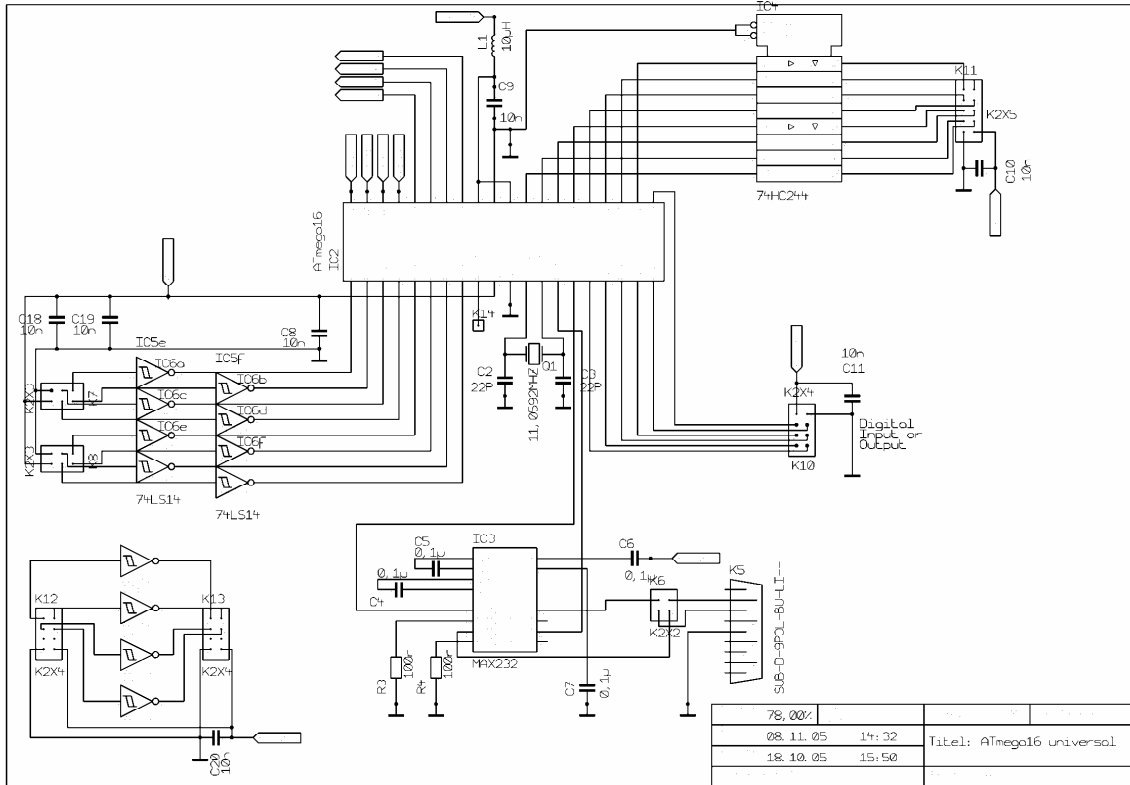 IC4
L1
10µH
C9
10n
K11
K2X5
C10
10n
74HC244
ATmega16
IC2
C18
10n
C19
10n
C8
10n
K14
IC5e
IC5f
IC6a
IC6b
IC6c
IC6d
IC6e
IC6f
K2X3
K7
K2X3
K8
74LS14
74LS14
C2
22P
Q1
11,0592MHZ
C3
22P
10n
C11
K2X4
K10
Digital
Input or
Output
C5
0,1µ
0,1µ
C4
IC3
MAX232
C6
0,1µ
K6
K2X2
K5
R3
100r
R4
100r
C7
0,1µ
K12
K2X4
K13
K2X4
C20
10n
78,00%
08.11.05 14:32
18.10.05 15:50
Titel: ATmega16 universal